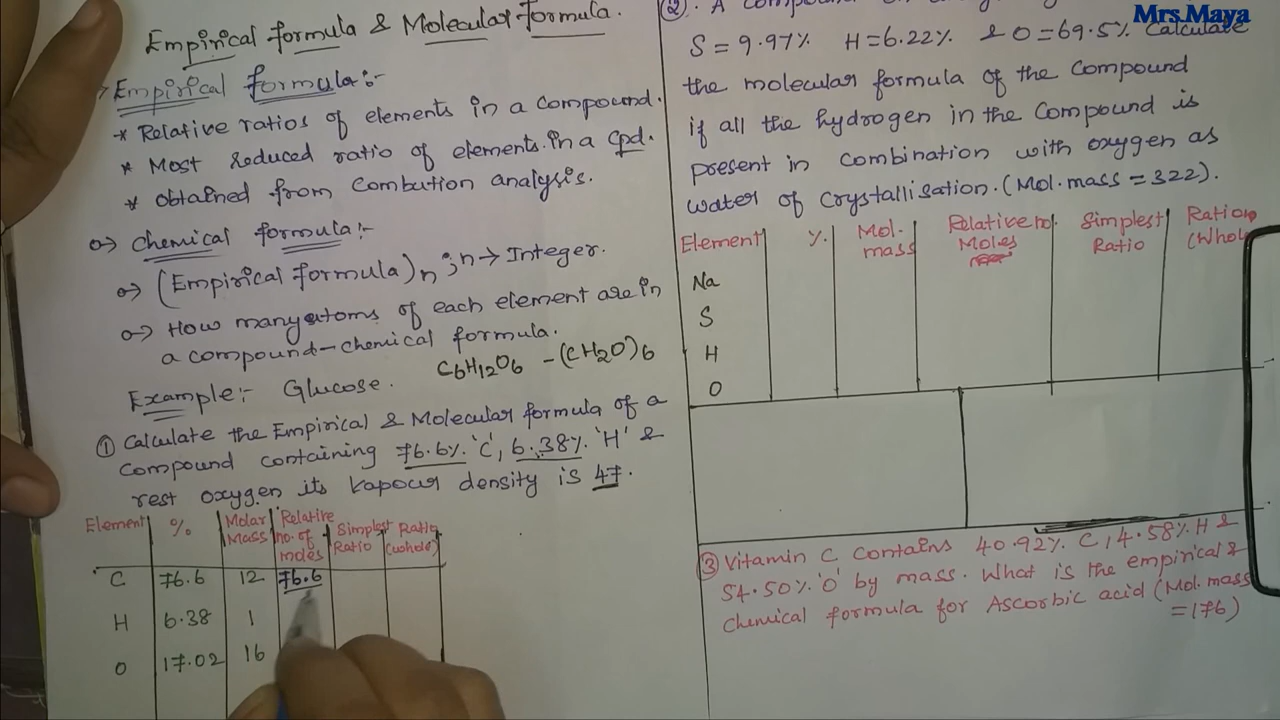 Empirical formula & Molecular formula.
Empirical formula:-
* Relative ratios of elements in a compound.
* Most reduced ratio of elements in a cpd.
* obtained from combution analysis.
Chemical formula:-
(Empirical formula)n ; n → Integer.
How many atoms of each element are in
a compound - chemical formula.
Example:- Glucose. C6H12O6 - (CH2O)6
① Calculate the Empirical & Molecular formula of a
compound containing 76.6% 'C', 6.38% 'H' &
rest oxygen its vapour density is 47.
Element % Molar Mass Relative no. of moles Simplest Ratio Ratio (whole)
C 76.6 12 76.6
H 6.38 1
O 17.02 16
Mrs.Maya
②. A compound on
S = 9.97% H = 6.22% & O = 69.5% Calculate
the molecular formula of the compound
if all the hydrogen in the compound is
present in combination with oxygen as
water of crystallisation. (Mol. mass = 322).
Element % Mol. mass Relative no. Moles Simplest Ratio Ratio (Whole
Na
S
H
O
③ Vitamin C contains 40.92% C, 4.58% H &
54.50% 'O' by mass. What is the empirical &
chemical formula for Ascorbic acid (Mol. mass
= 176)